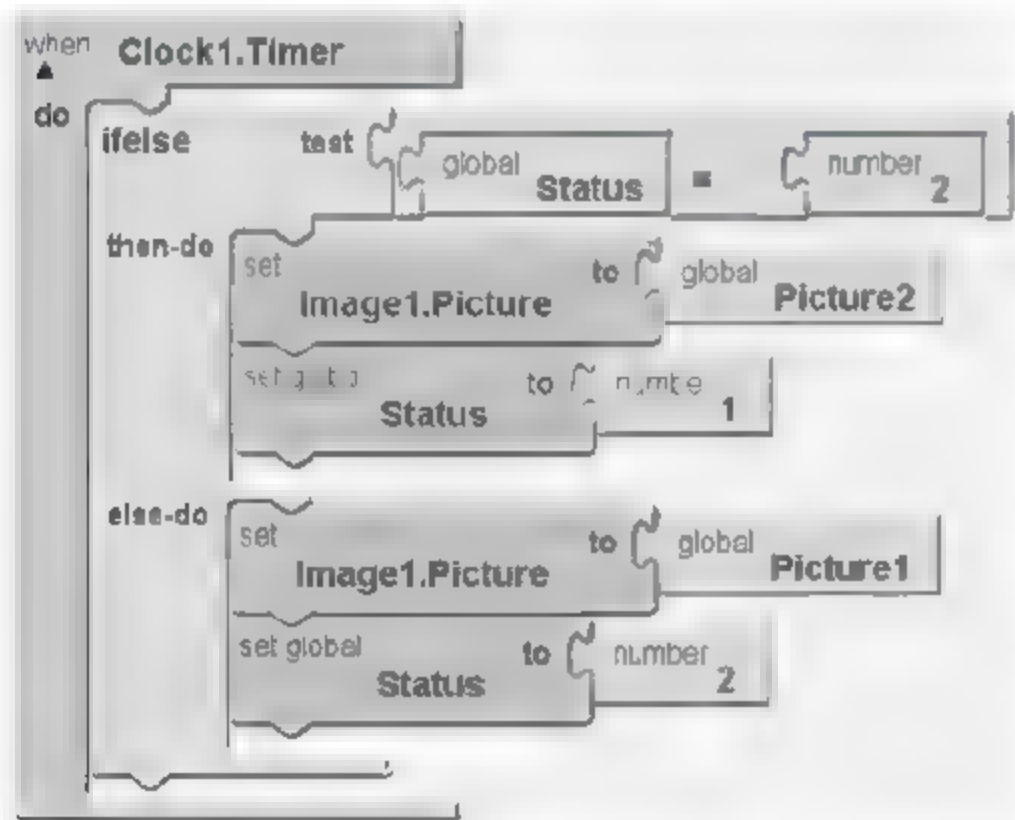 when Clock1.Timer
do
ifelse test global Status = number 2
then-do set Image1.Picture to global Picture2
Status to 1
else-do set Image1.Picture to global Picture1
set global Status to number 2